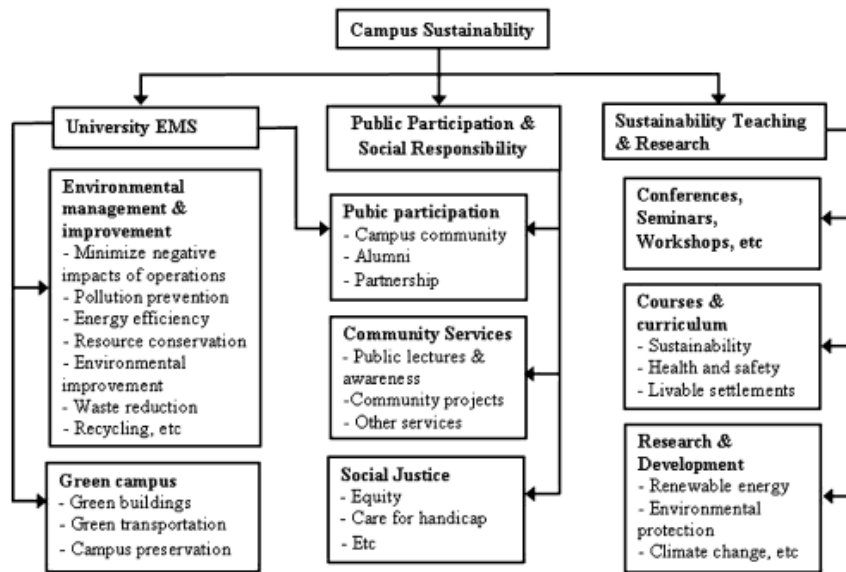 Campus Sustainability
University EMS
Public Participation &
Social Responsibility
Sustainability Teaching
& Research
Environmental
management &
improvement
- Minimize negative
impacts of operations
- Pollution prevention
- Energy efficiency
- Resource conservation
- Environmental
improvement
- Waste reduction
- Recycling, etc
Green campus
- Green buildings
- Green transportation
- Campus preservation
Pubic participation
- Campus community
- Alumni
- Partnership
Community Services
- Public lectures &
awareness
-Community projects
- Other services
Social Justice
- Equity
- Care for handicap
- Etc
Conferences,
Seminars,
Workshops, etc
Courses &
curriculum
- Sustainability
- Health and safety
- Livable settlements
Research &
Development
- Renewable energy
- Environmental
protection
- Climate change, etc